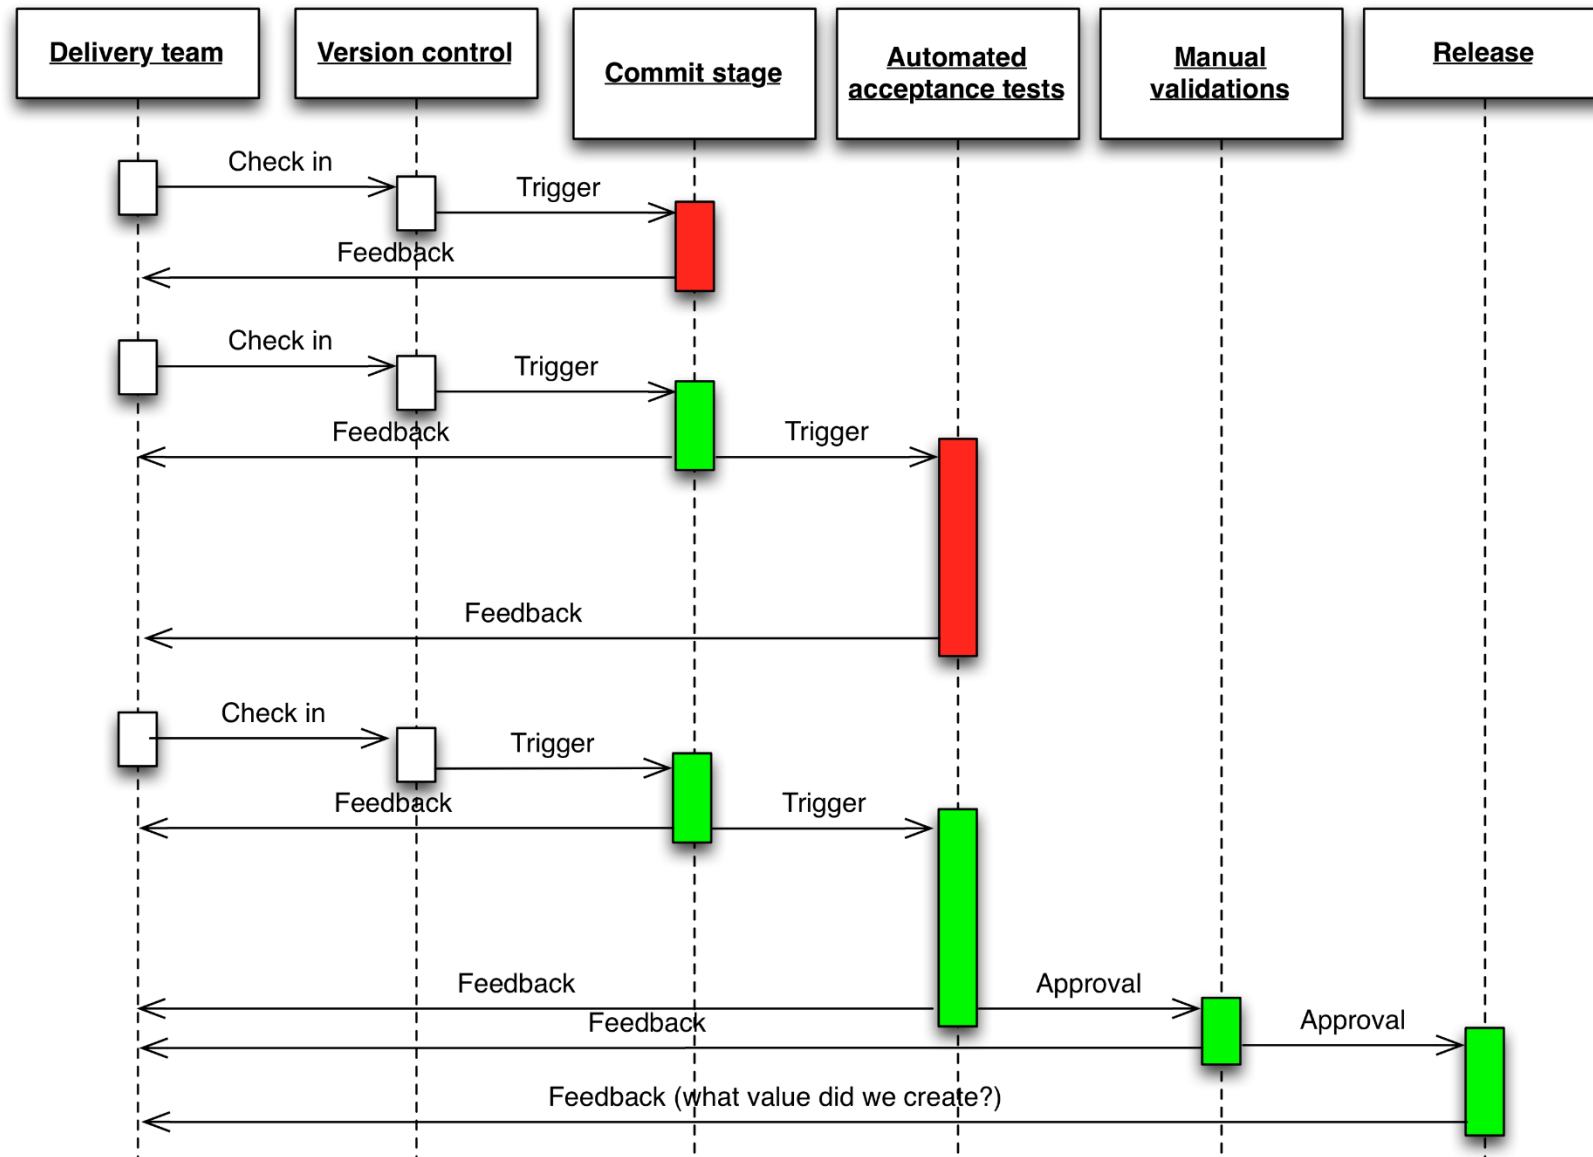 Delivery team
Version control
Commit stage
Automated
acceptance tests
Manual
validations
Release
Check in
Trigger
Feedback
Check in
Trigger
Feedback
Trigger
Feedback
Check in
Trigger
Feedback
Trigger
Feedback
Approval
Feedback
Approval
Feedback (what value did we create?)